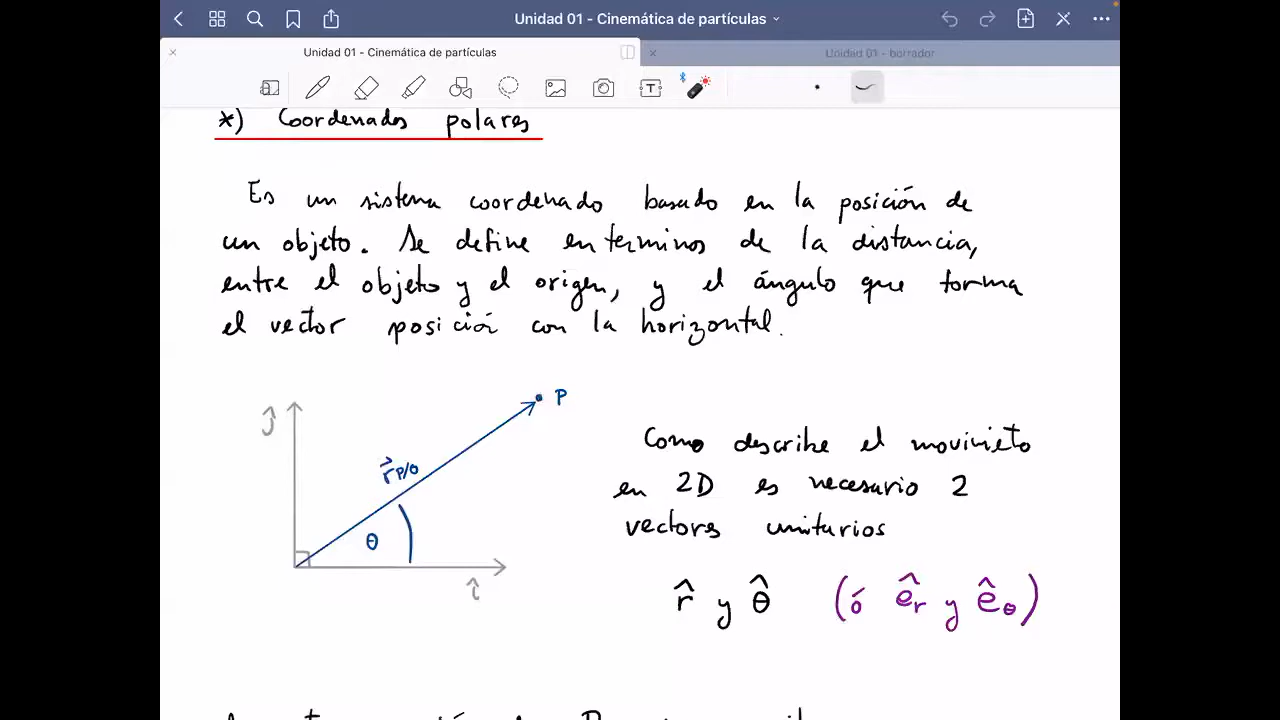 Unidad 01 - Cinemática de partículas
Unidad 01 - Cinemática de partículas
Unidad 01 - borrador
*) Coordenadas polares
Es un sistema coordenado basado en la posición de
un objeto. Se define en terminos de la distancia,
entre el objeto y el origen, y el ángulo que forma
el vector posición con la horizontal.
ĵ
P
r⃗ P/O
θ
î
Como describe el movimieto
en 2D es necesario 2
vectores unitarios
r̂ y θ̂ (ó êr y êθ)